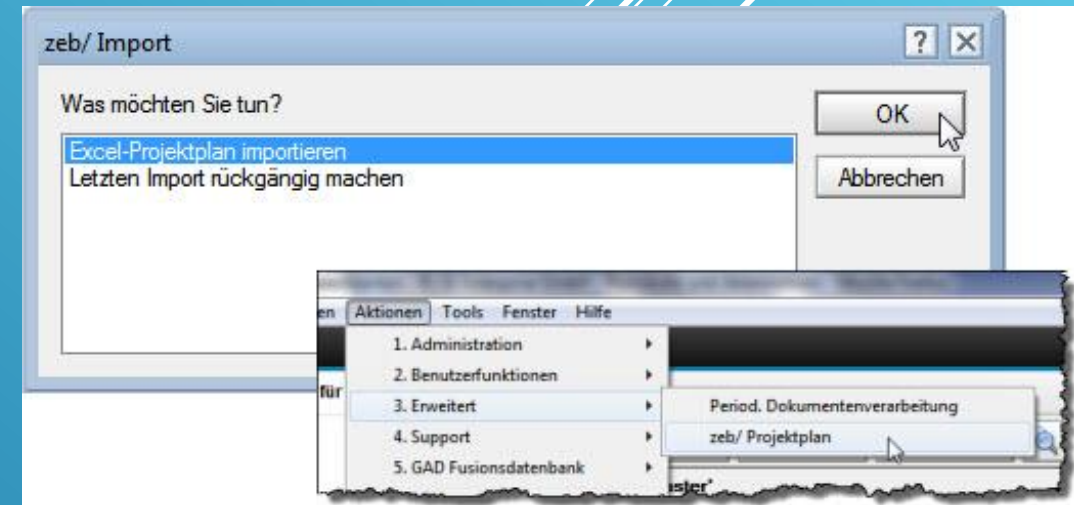 zeb/ Import
Was möchten Sie tun?
OK
Excel-Projektplan importieren
Letzten Import rückgängig machen
Abbrechen
en Aktionen Tools Fenster Hilfe
1. Administration
2. Benutzerfunktionen
für
3. Erweitert
Period. Dokumentenverarbeitung
4. Support
zeb/ Projektplan
5. GAD Fusionsdatenbank
ster'